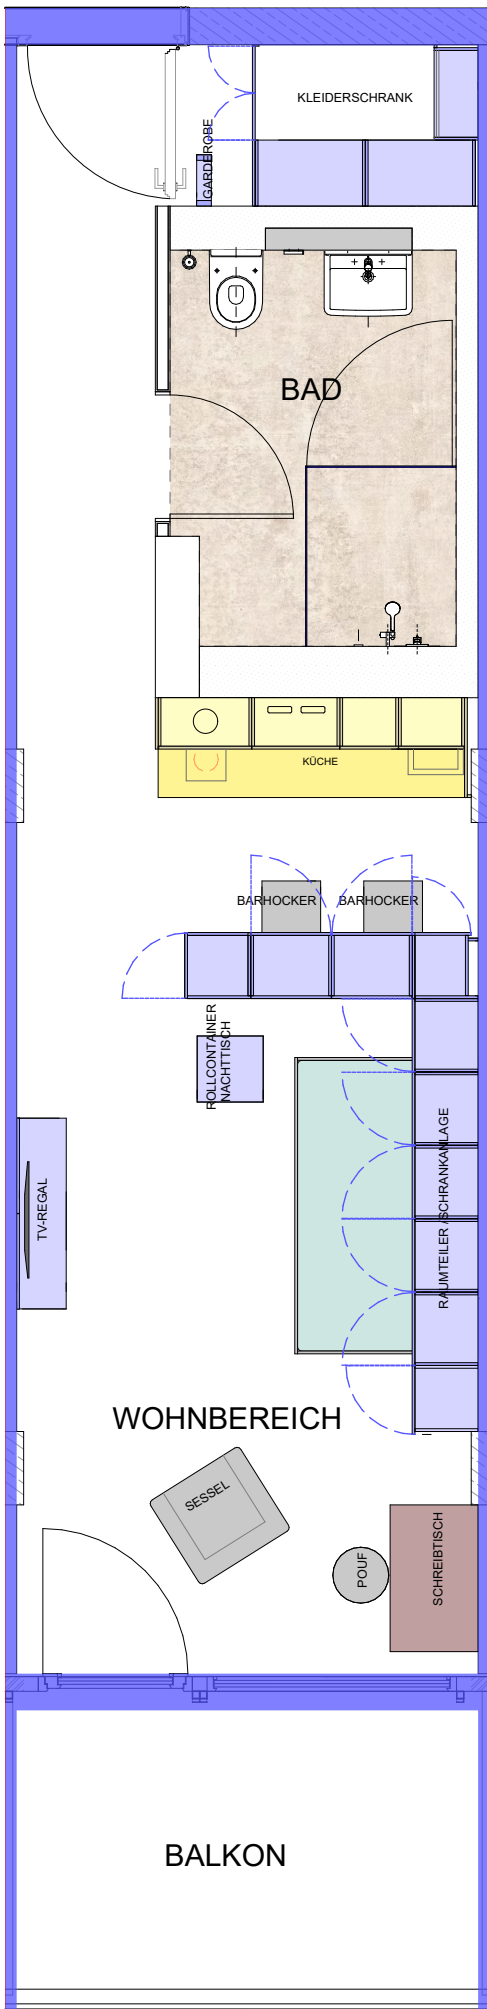 KLEIDERSCHRANK
GARDEROBE
BAD
KÜCHE
BARHOCKER
BARHOCKER
ROLLCONTAINER
NACHTTISCH
RAUMTEILER /SCHRANKANLAGE
TV-REGAL
WOHNBEREICH
SESSEL
POUF
SCHREIBTISCH
BALKON